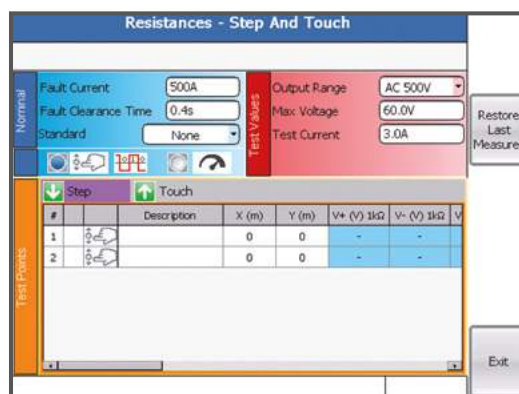 Resistances - Step And Touch
Nominal
Fault Current 500A
Fault Clearance Time 0.4s
Standard None
Test Values
Output Range AC 500V
Max Voltage 60.0V
Test Current 3.0A
Restore
Last
Measure
Step Touch
Test Points
# Description X (m) Y (m) V+ (V) 1kΩ V- (V) 1kΩ V
1 0 0 - -
2 0 0 - -
Exit